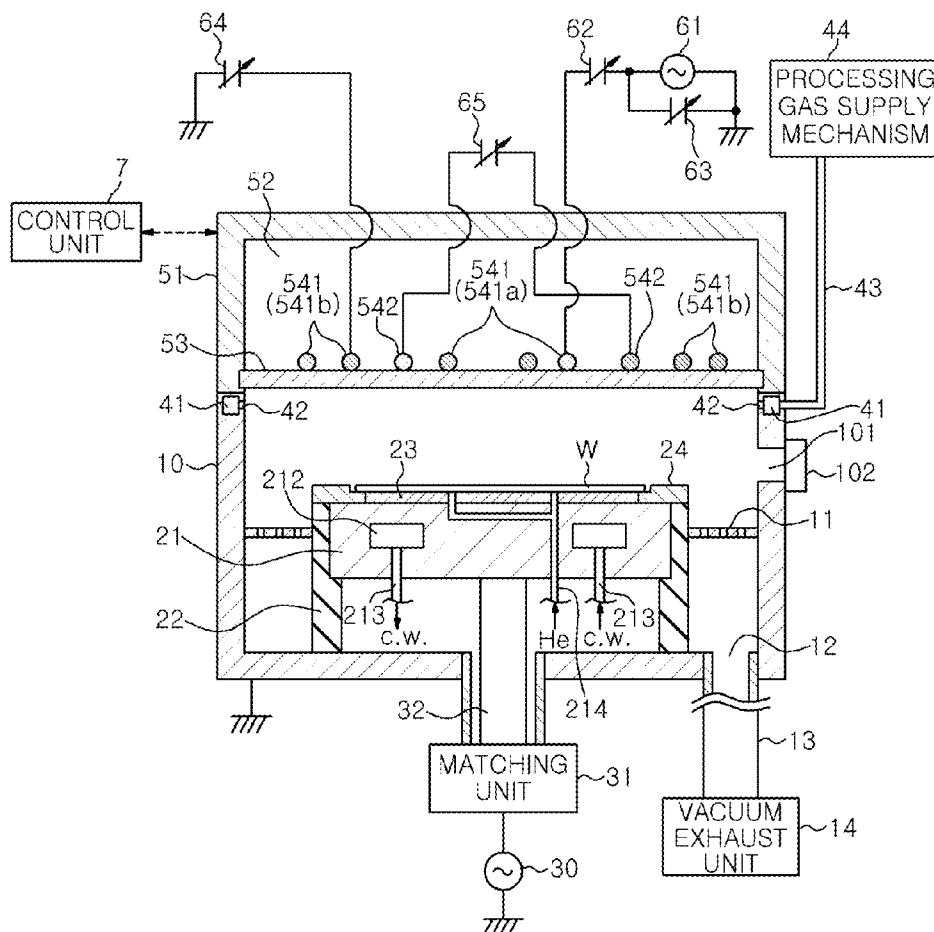 64
62
61
44
PROCESSING
GAS SUPPLY
MECHANISM
65
63
7
CONTROL
UNIT
52
51
541
(541b)
542
541
(541a)
542
541
(541b)
43
53
41
42
42
41
10
101
102
W
23
24
212
11
21
22
213
213
C.W.
He
C.W.
12
32
214
13
MATCHING
UNIT
31
VACUUM
EXHAUST
UNIT
14
30